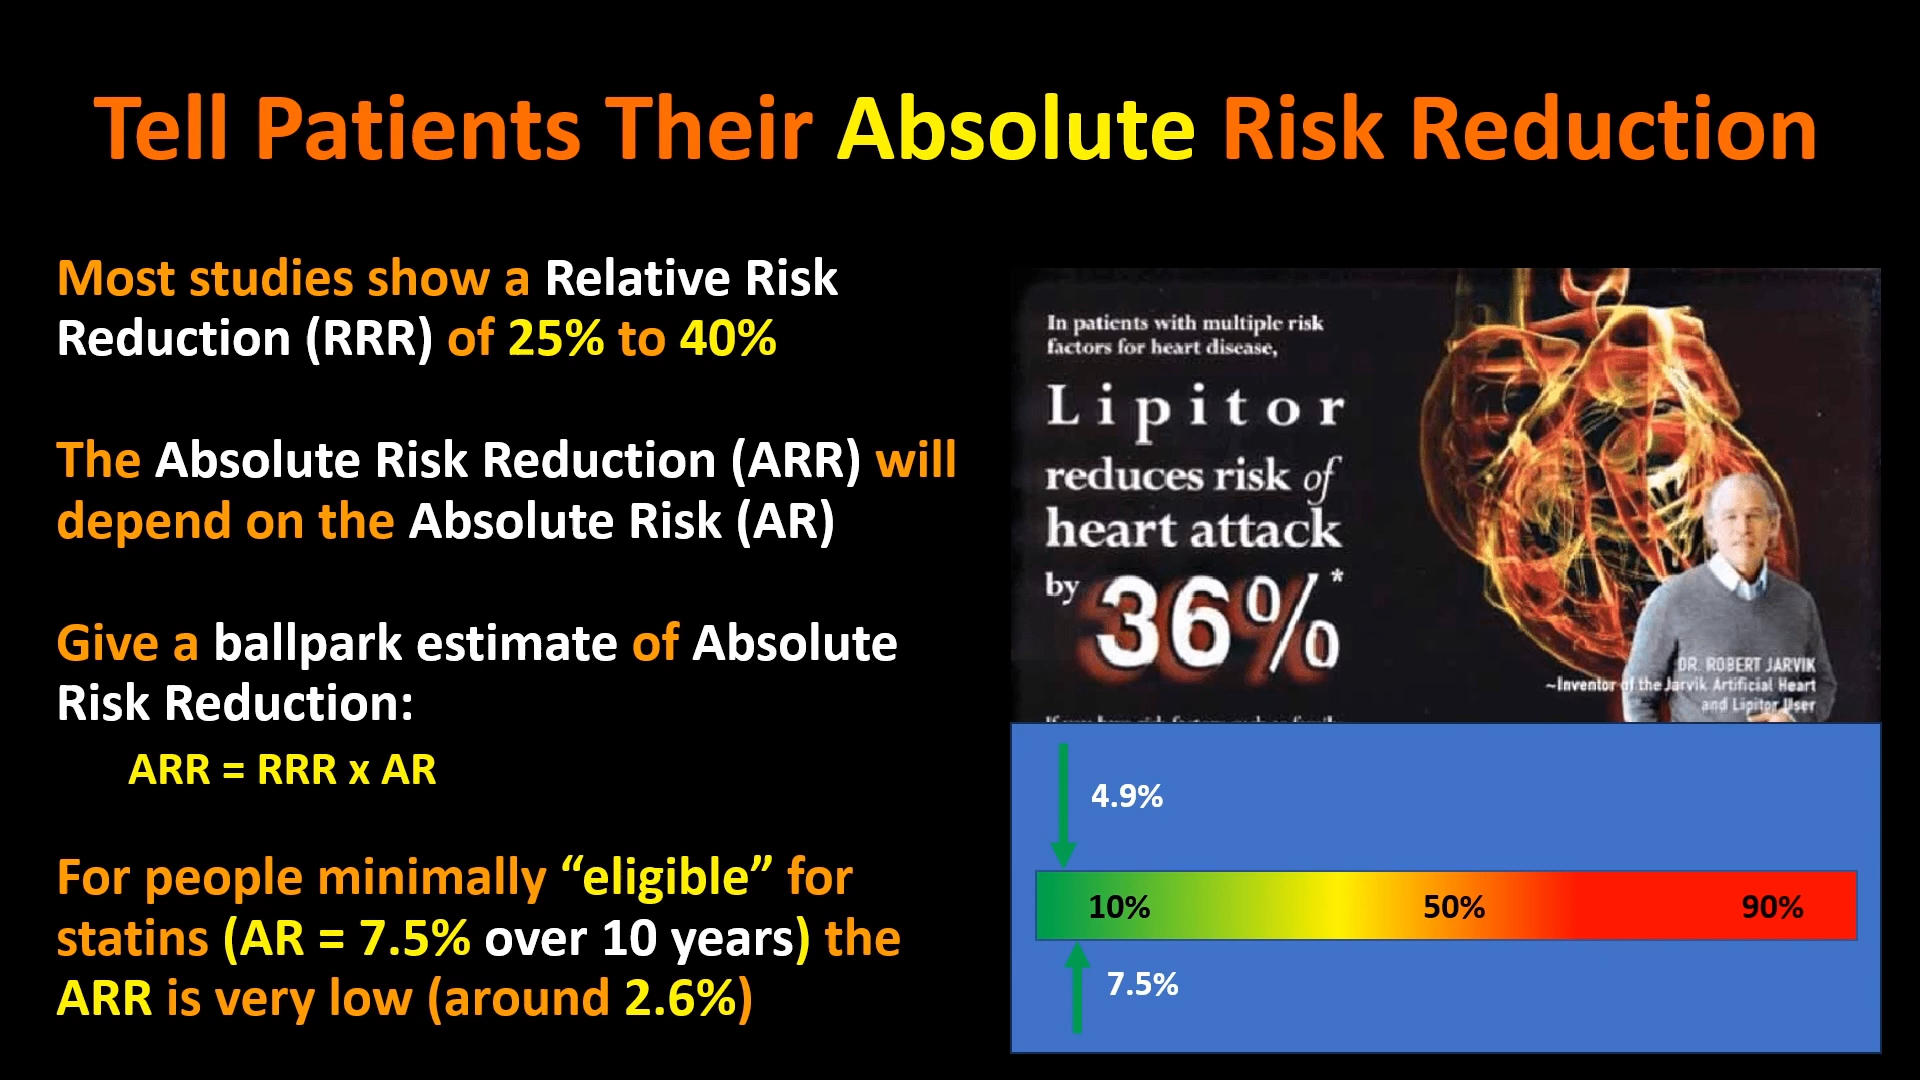 Tell Patients Their Absolute Risk Reduction
Most studies show a Relative Risk
Reduction (RRR) of 25% to 40%
The Absolute Risk Reduction (ARR) will
depend on the Absolute Risk (AR)
Give a ballpark estimate of Absolute
Risk Reduction:
ARR = RRR x AR
For people minimally “eligible” for
statins (AR = 7.5% over 10 years) the
ARR is very low (around 2.6%)
In patients with multiple risk
factors for heart disease,
Lipitor
reduces risk of
heart attack
by 36%*
DR. ROBERT JARVIK
~Inventor of the Jarvik Artificial Heart
and Lipitor User
4.9%
10% 50% 90%
7.5%